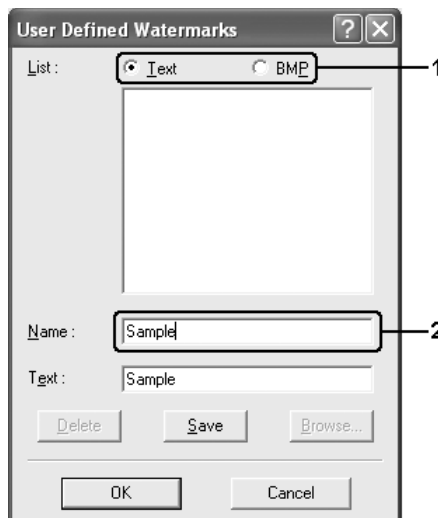 User Defined Watermarks
List : Text BMP 1
Name : Sample 2
Text : Sample
Delete Save Browse...
OK Cancel